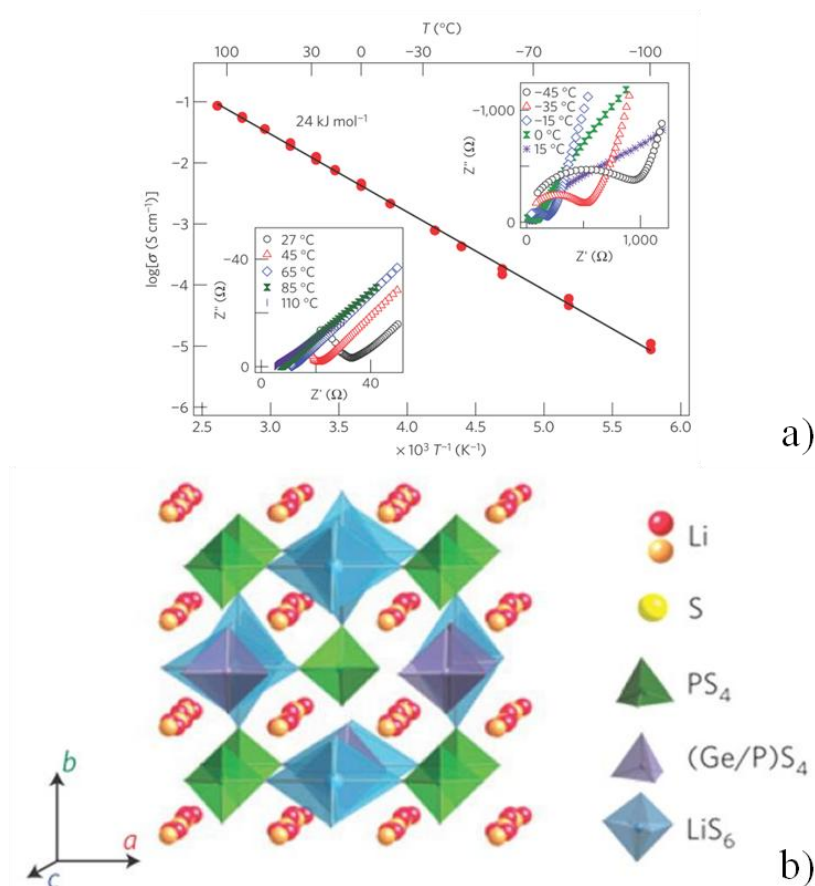 T (°C)
100 30 0 −30 −70 −100
−1
−2
−3
−4
−5
−6
log[σ (S cm⁻¹)]
24 kJ mol⁻¹
−45 °C
−35 °C
−15 °C
0 °C
15 °C
−1,000
0
Z″ (Ω)
0 1,000
Z′ (Ω)
27 °C
45 °C
65 °C
85 °C
110 °C
−40
0
Z″ (Ω)
0 40
Z′ (Ω)
2.5 3.0 3.5 4.0 4.5 5.0 5.5 6.0
×10³ T⁻¹ (K⁻¹)
a)
Li
S
PS₄
(Ge/P)S₄
LiS₆
b
a
c
b)